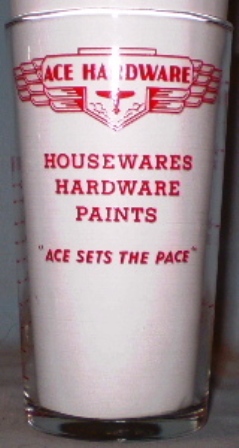 ACE HARDWARE
HOUSEWARES
HARDWARE
PAINTS
"ACE SETS THE PACE"